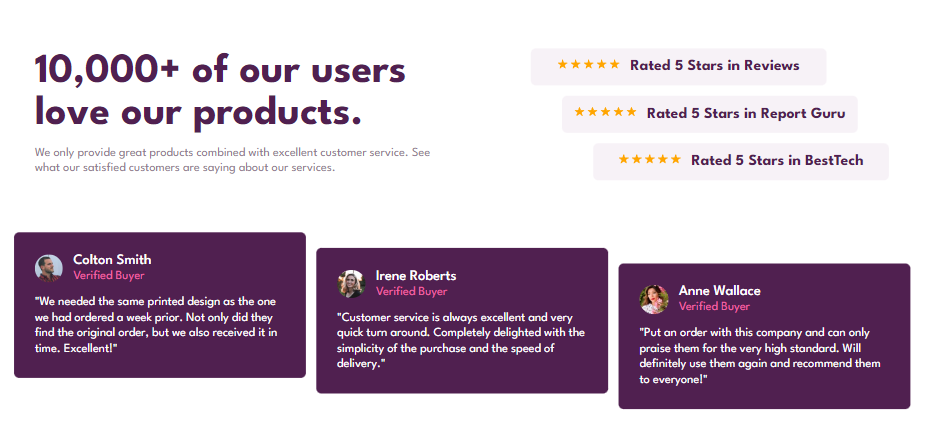 10,000+ of our users
love our products.
We only provide great products combined with excellent customer service. See
what our satisfied customers are saying about our services.
Rated 5 Stars in Reviews
Rated 5 Stars in Report Guru
Rated 5 Stars in BestTech
Colton Smith
Verified Buyer
"We needed the same printed design as the one
we had ordered a week prior. Not only did they
find the original order, but we also received it in
time. Excellent!"
Irene Roberts
Verified Buyer
"Customer service is always excellent and very
quick turn around. Completely delighted with the
simplicity of the purchase and the speed of
delivery."
Anne Wallace
Verified Buyer
"Put an order with this company and can only
praise them for the very high standard. Will
definitely use them again and recommend them
to everyone!"